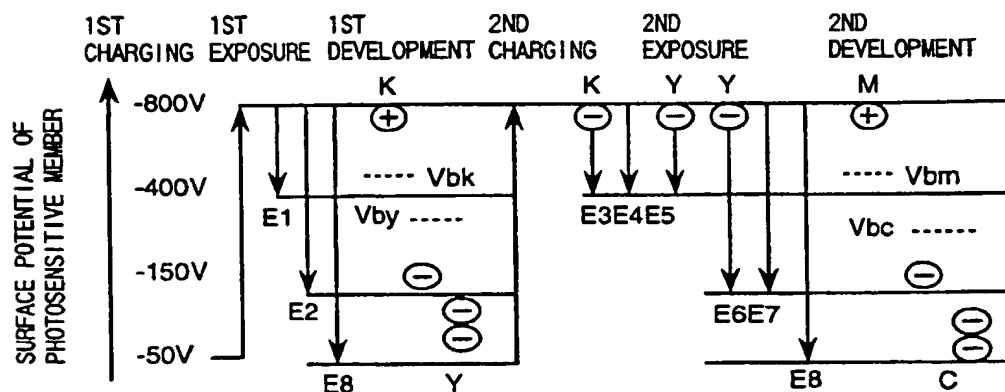 1ST CHARGING
1ST EXPOSURE
1ST DEVELOPMENT
2ND CHARGING
2ND EXPOSURE
2ND DEVELOPMENT
SURFACE POTENTIAL OF
PHOTOSENSITIVE MEMBER
K K Y Y M
-800V + - - - +
Vbk Vbm
-400V
E1 Vby E3E4E5 Vbc
-150V - -
E2 - E6E7 -
- -
-50V
E8 Y E8 C